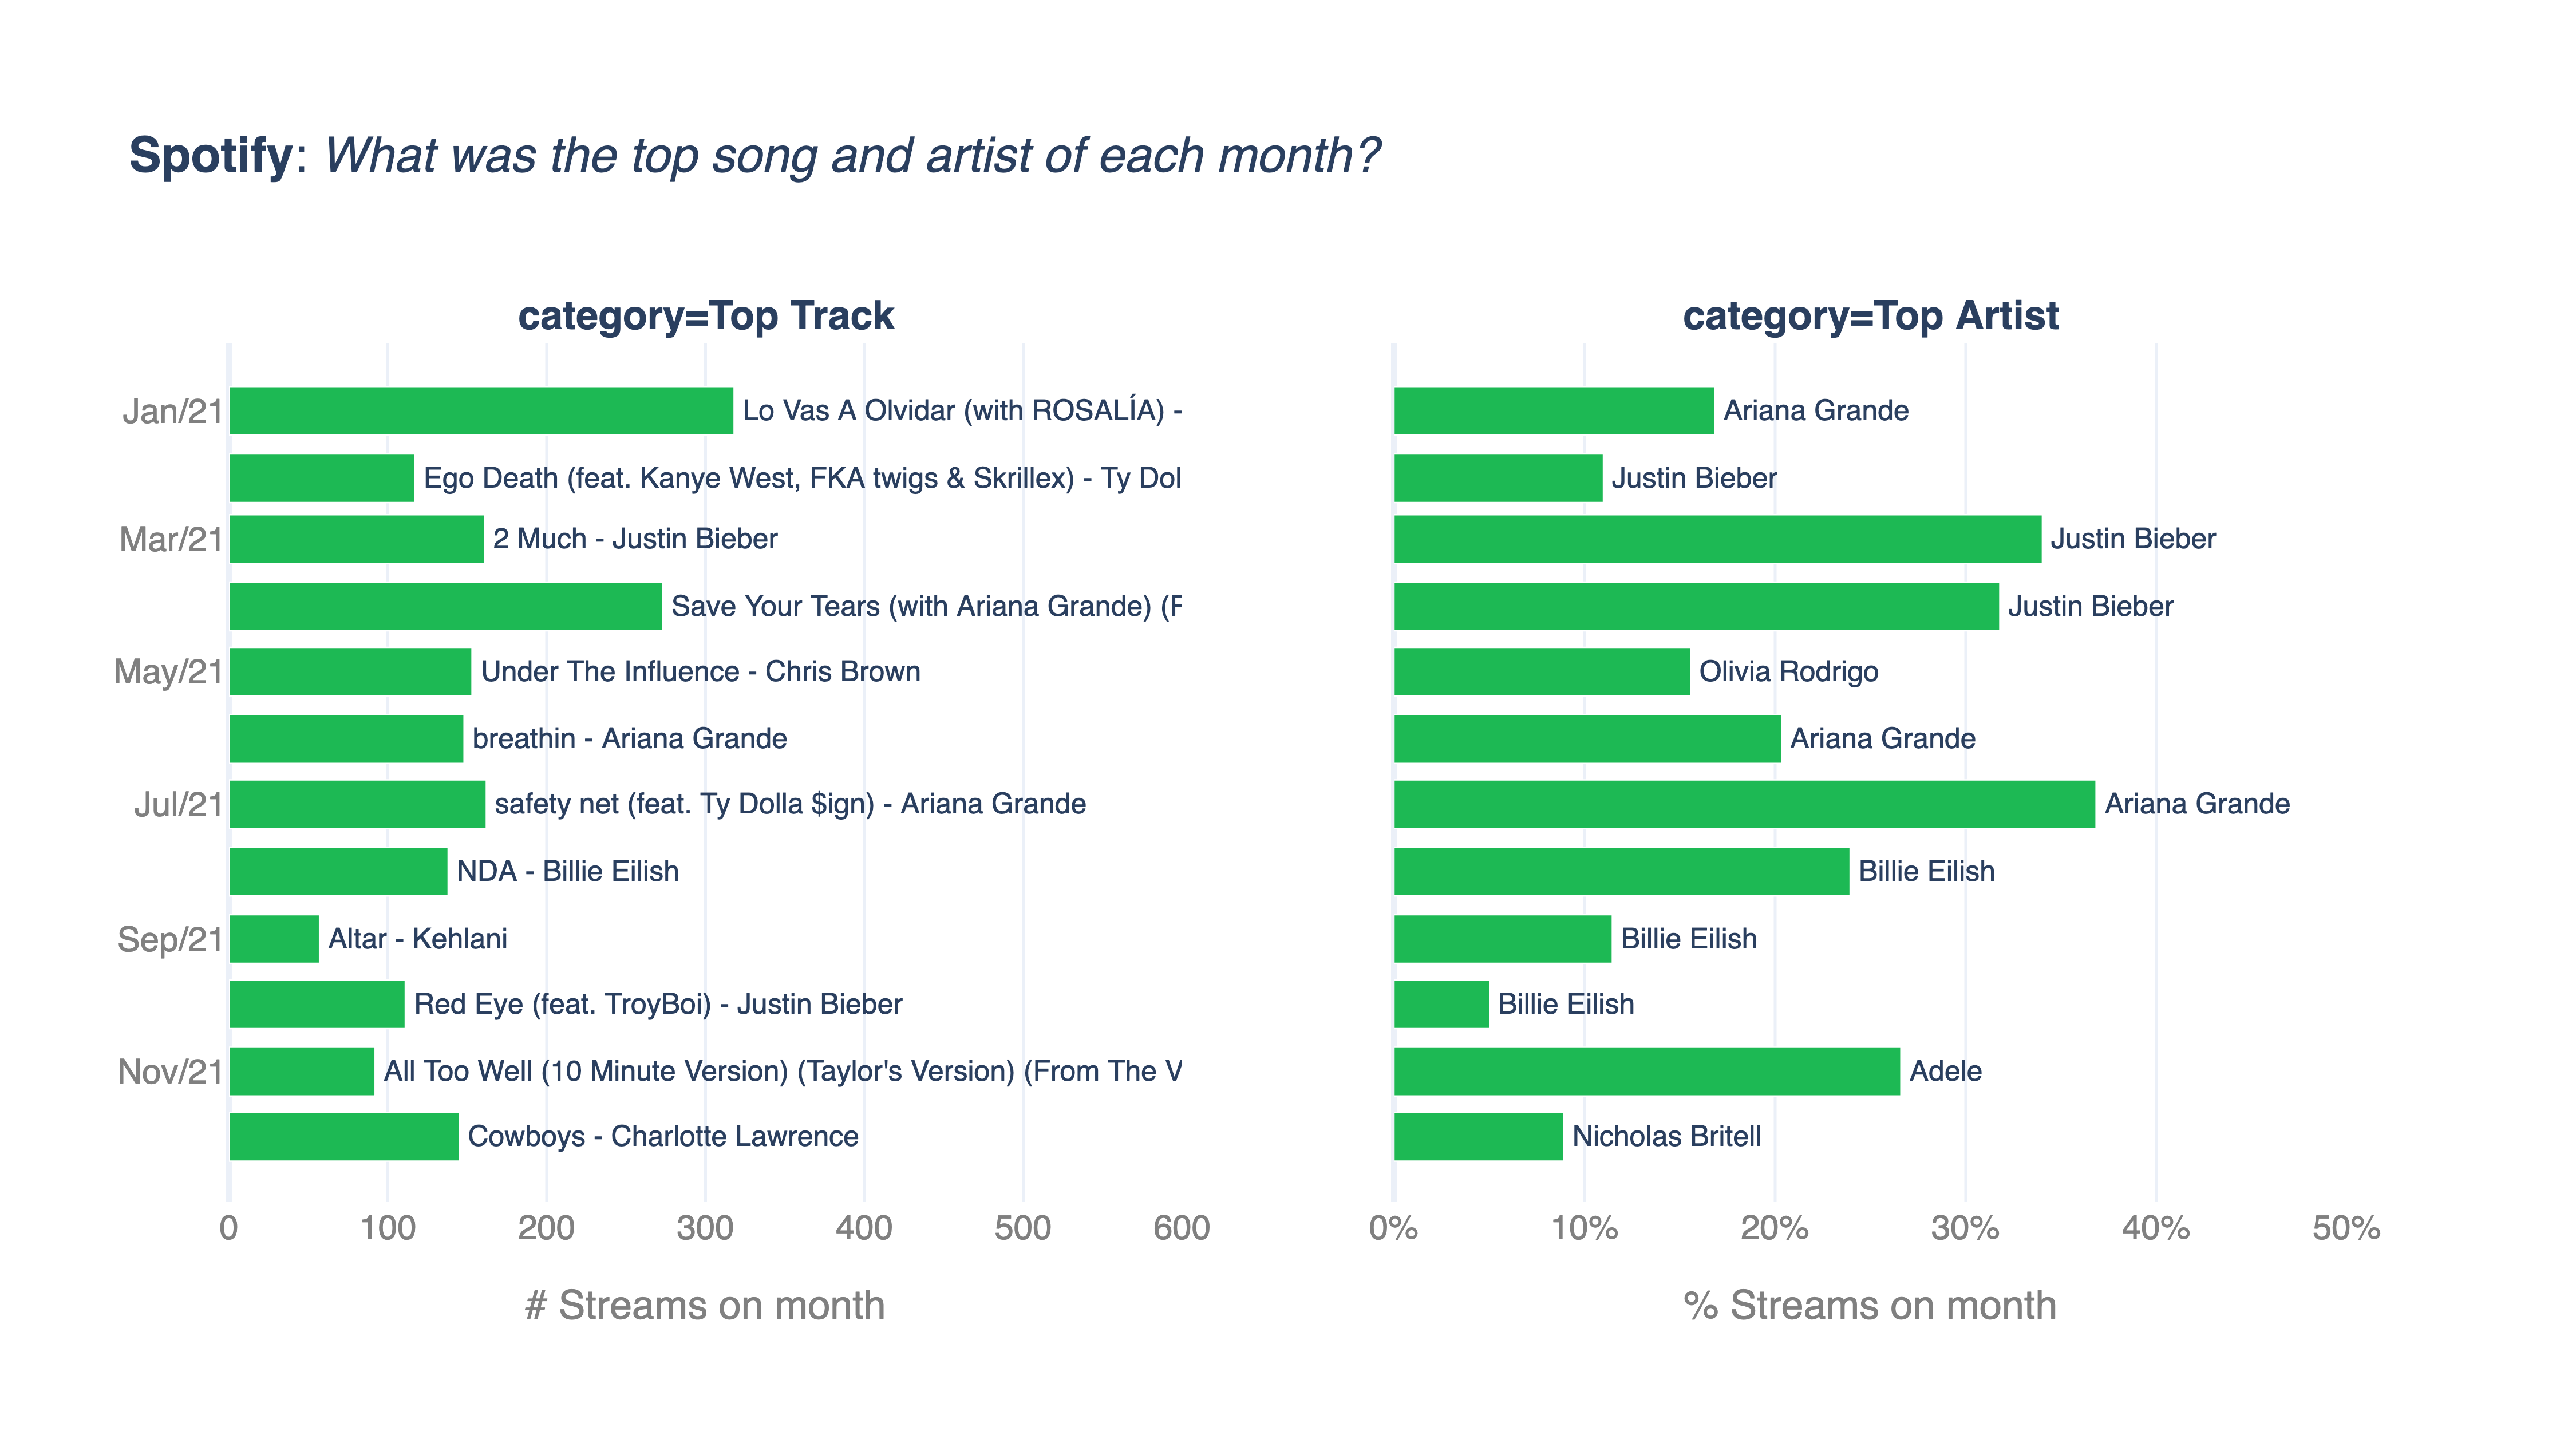 Spotify: What was the top song and artist of each month?
category=Top Track
Jan/21 Lo Vas A Olvidar (with ROSALÍA) -
Ego Death (feat. Kanye West, FKA twigs & Skrillex) - Ty Dol
Mar/21 2 Much - Justin Bieber
Save Your Tears (with Ariana Grande) (
May/21 Under The Influence - Chris Brown
breathin - Ariana Grande
Jul/21 safety net (feat. Ty Dolla $ign) - Ariana Grande
NDA - Billie Eilish
Sep/21 Altar - Kehlani
Red Eye (feat. TroyBoi) - Justin Bieber
Nov/21 All Too Well (10 Minute Version) (Taylor's Version) (From The V
Cowboys - Charlotte Lawrence
0 100 200 300 400 500 600
# Streams on month
category=Top Artist
Ariana Grande
Justin Bieber
Justin Bieber
Justin Bieber
Olivia Rodrigo
Ariana Grande
Ariana Grande
Billie Eilish
Billie Eilish
Billie Eilish
Adele
Nicholas Britell
0% 10% 20% 30% 40% 50%
% Streams on month